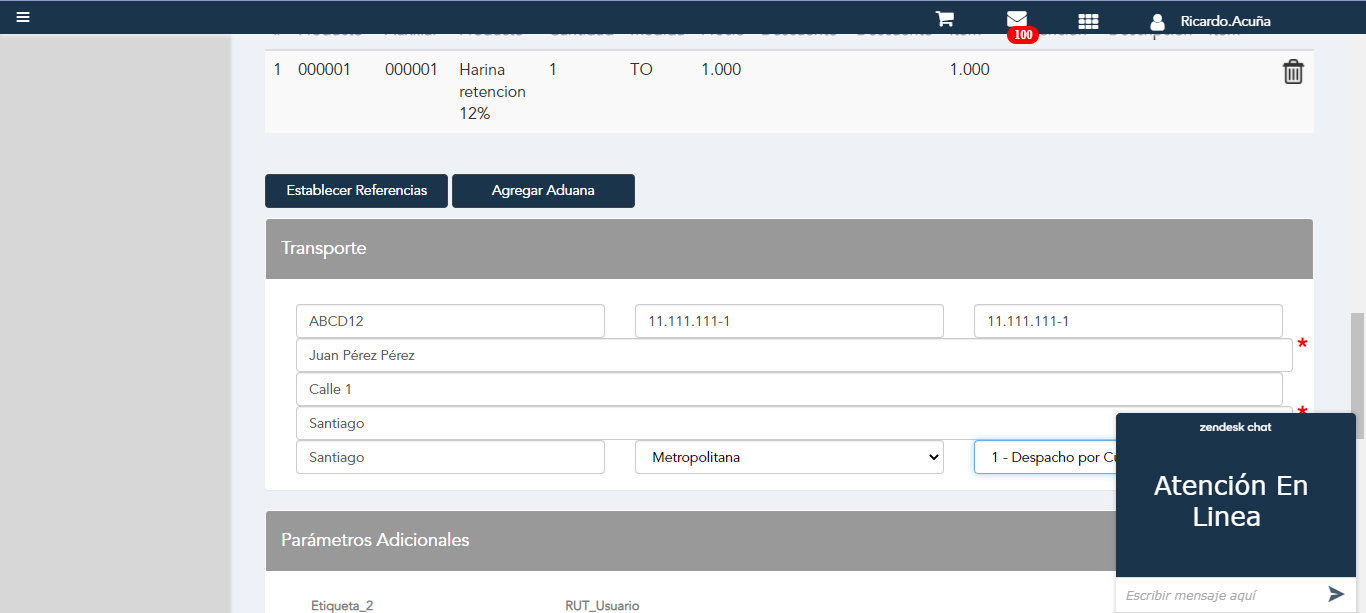 Ricardo.Acuña
100
1 000001 000001 Harina 1 TO 1.000 1.000
retencion
12%
Establecer Referencias Agregar Aduana
Transporte
ABCD12 11.111.111-1 11.111.111-1
*
Juan Pérez Pérez
Calle 1
*
Santiago
Santiago Metropolitana 1 - Despacho por
zendesk chat
Atención En
Linea
Parámetros Adicionales
Escribir mensaje aquí
Etiqueta_2 RUT_Usuario